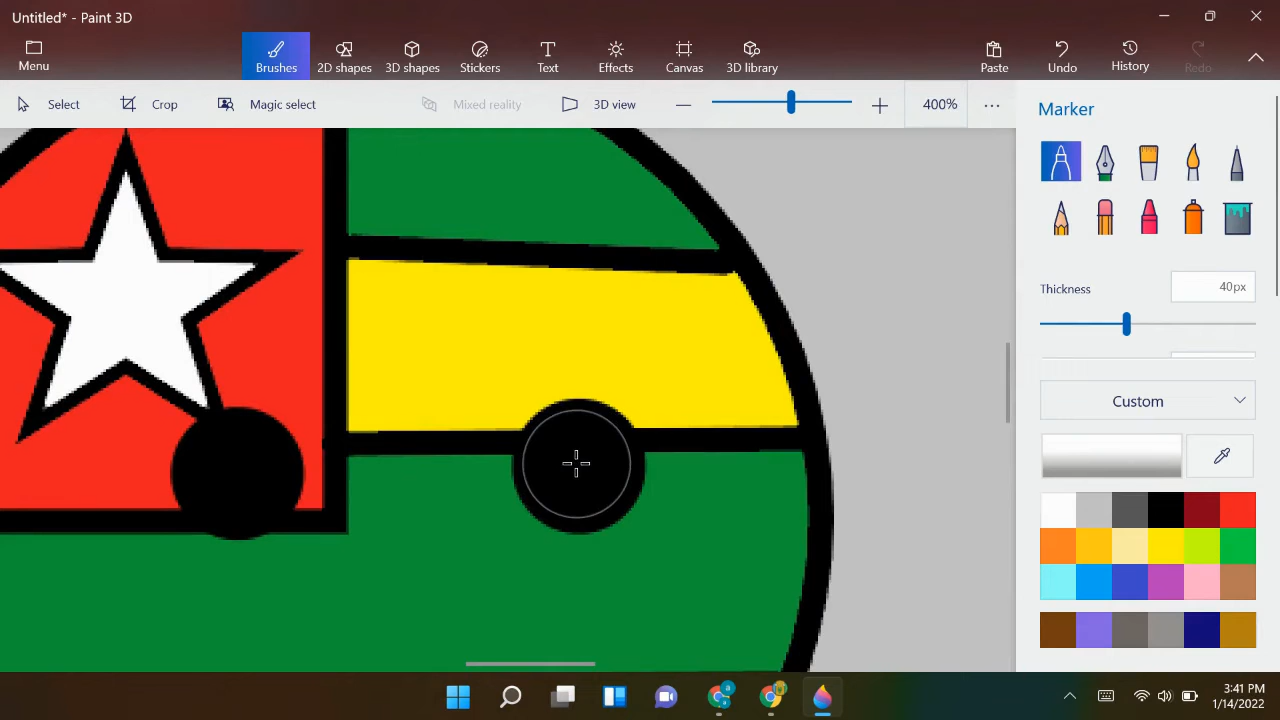 Untitled* - Paint 3D
Menu
Brushes 2D shapes 3D shapes Stickers Text Effects Canvas 3D library Paste Undo History Redo
Select Crop Magic select Mixed reality 3D view 400%
Marker
Thickness 40px
Custom
3:41 PM
1/14/2022